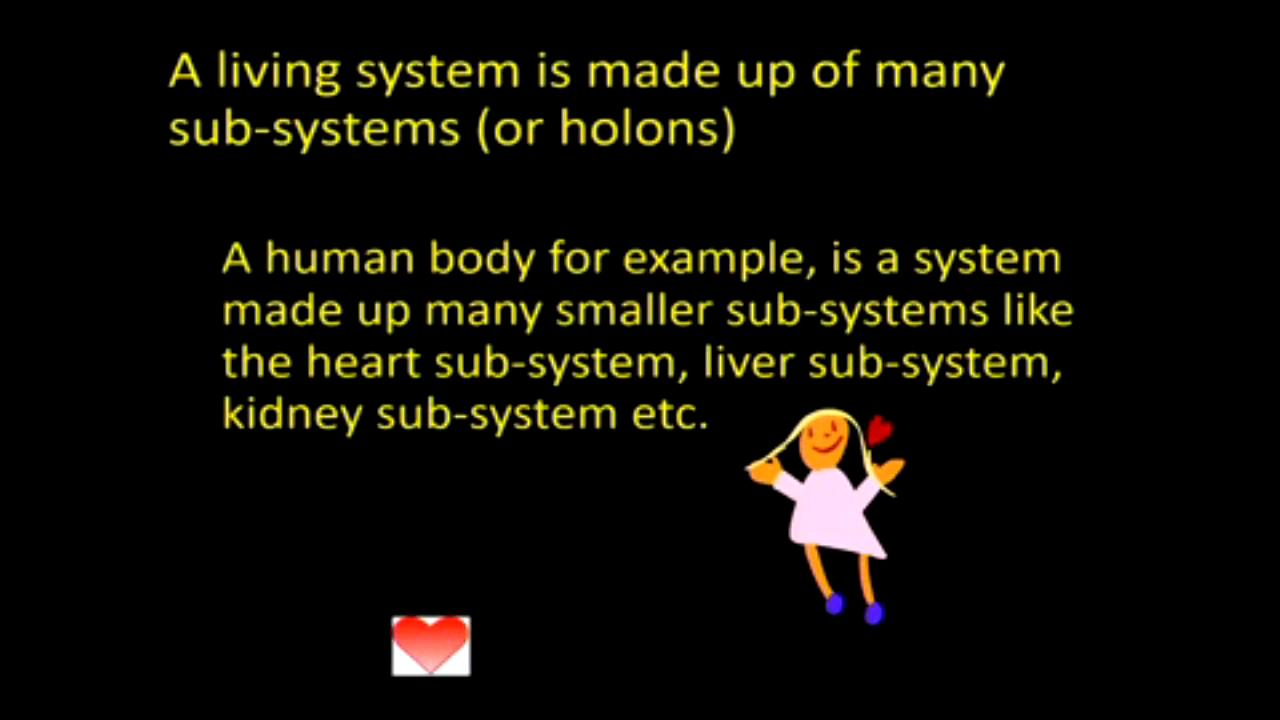 A living system is made up of many
sub-systems (or holons)
A human body for example, is a system
made up many smaller sub-systems like
the heart sub-system, liver sub-system,
kidney sub-system etc.